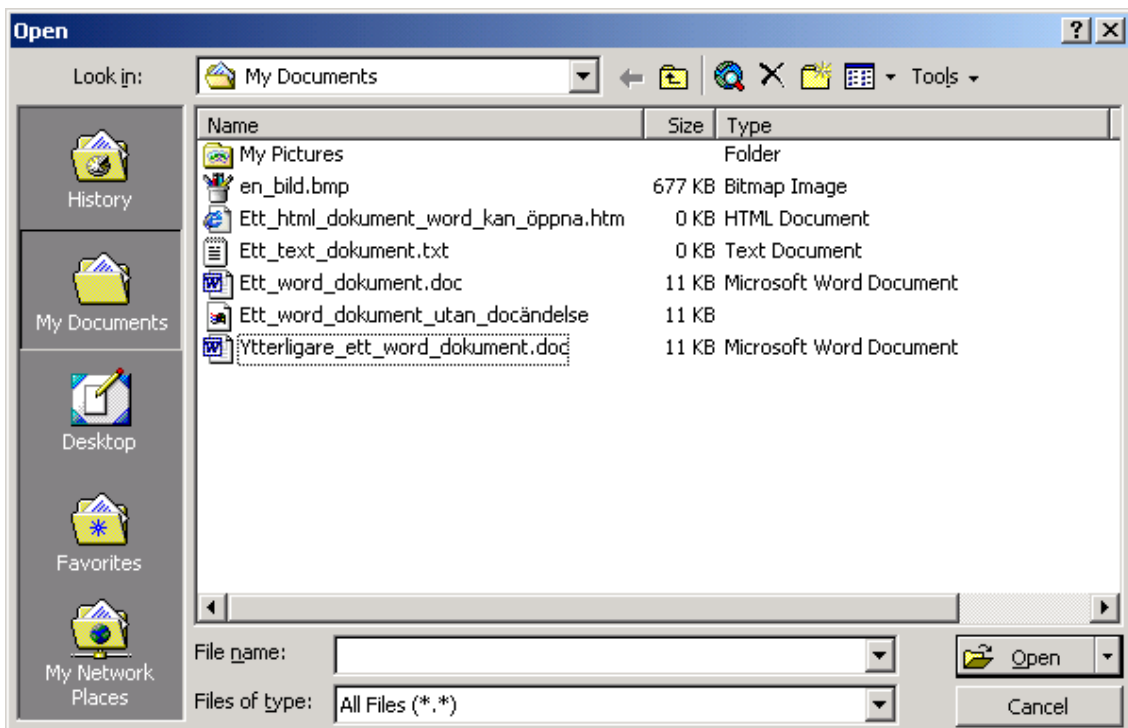 Open
Look in: My Documents Tools
Name Size Type
My Pictures Folder
en_bild.bmp 677 KB Bitmap Image
Ett_html_dokument_word_kan_öppna.htm 0 KB HTML Document
Ett_text_dokument.txt 0 KB Text Document
Ett_word_dokument.doc 11 KB Microsoft Word Document
Ett_word_dokument_utan_docändelse 11 KB
Ytterligare_ett_word_dokument.doc 11 KB Microsoft Word Document
History
My Documents
Desktop
Favorites
My Network
Places
File name: Open
Files of type: All Files (*.*) Cancel